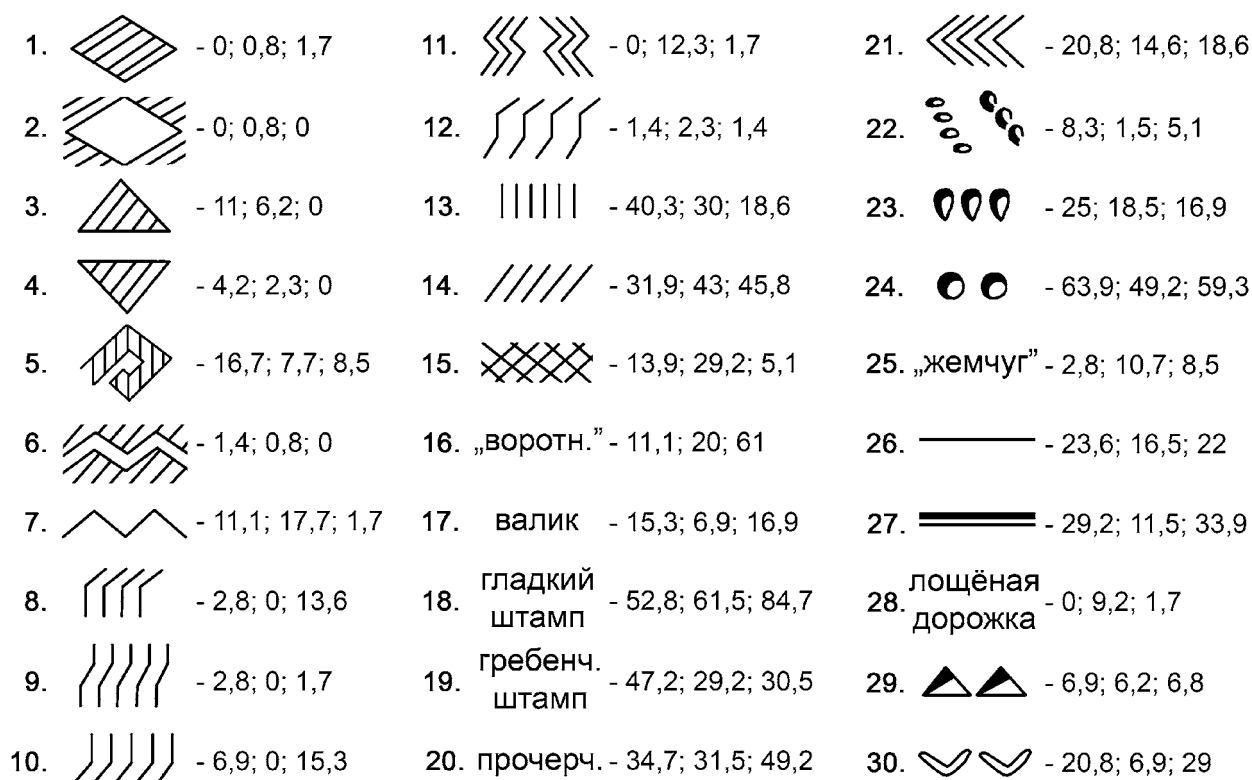 1. - 0; 0,8; 1,7
2. - 0; 0,8; 0
3. - 11; 6,2; 0
4. - 4,2; 2,3; 0
5. - 16,7; 7,7; 8,5
6. - 1,4; 0,8; 0
7. - 11,1; 17,7; 1,7
8. - 2,8; 0; 13,6
9. - 2,8; 0; 1,7
10. - 6,9; 0; 15,3
11. - 0; 12,3; 1,7
12. - 1,4; 2,3; 1,4
13. - 40,3; 30; 18,6
14. - 31,9; 43; 45,8
15. - 13,9; 29,2; 5,1
16. „воротн.” - 11,1; 20; 61
17. валик - 15,3; 6,9; 16,9
18. гладкий
штамп - 52,8; 61,5; 84,7
19. гребенч.
штамп - 47,2; 29,2; 30,5
20. прочерч. - 34,7; 31,5; 49,2
21. - 20,8; 14,6; 18,6
22. - 8,3; 1,5; 5,1
23. - 25; 18,5; 16,9
24. - 63,9; 49,2; 59,3
25. „жемчуг” - 2,8; 10,7; 8,5
26. - 23,6; 16,5; 22
27. - 29,2; 11,5; 33,9
28. лощёная
дорожка - 0; 9,2; 1,7
29. - 6,9; 6,2; 6,8
30. - 20,8; 6,9; 29